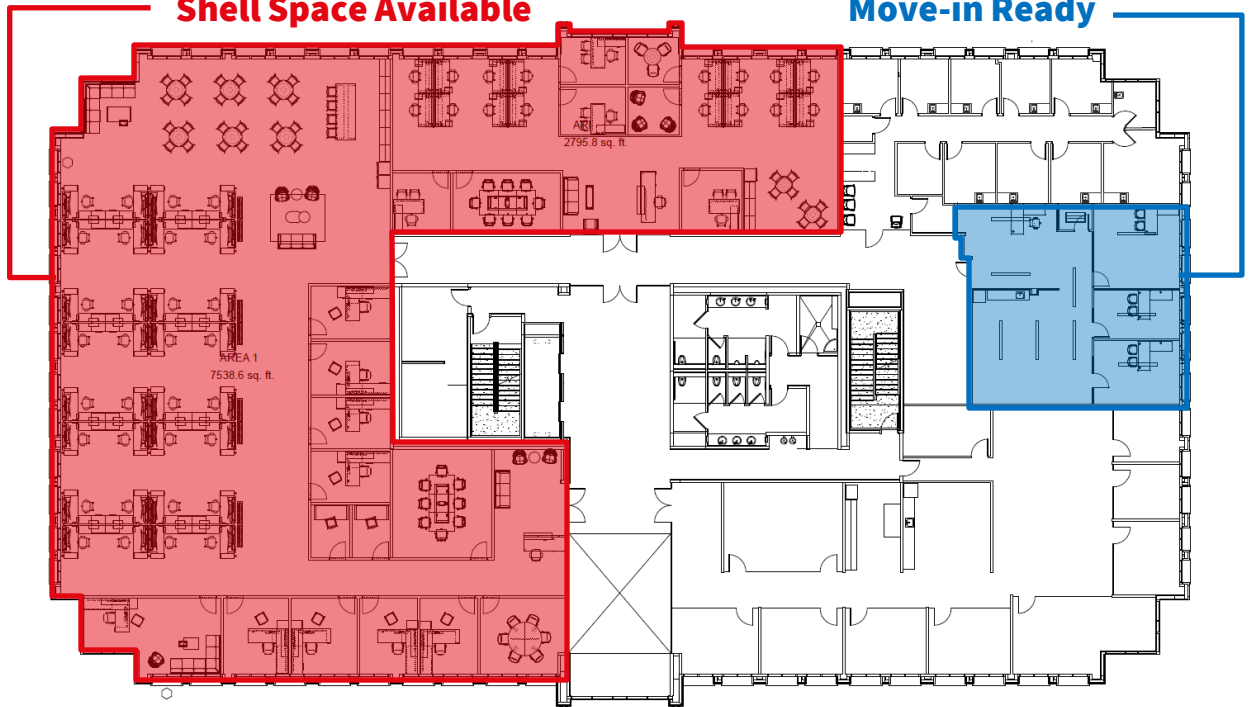 Shell Space Available
Move-in Ready
2795.8 sq. ft.
AREA 1
7538.6 sq. ft.